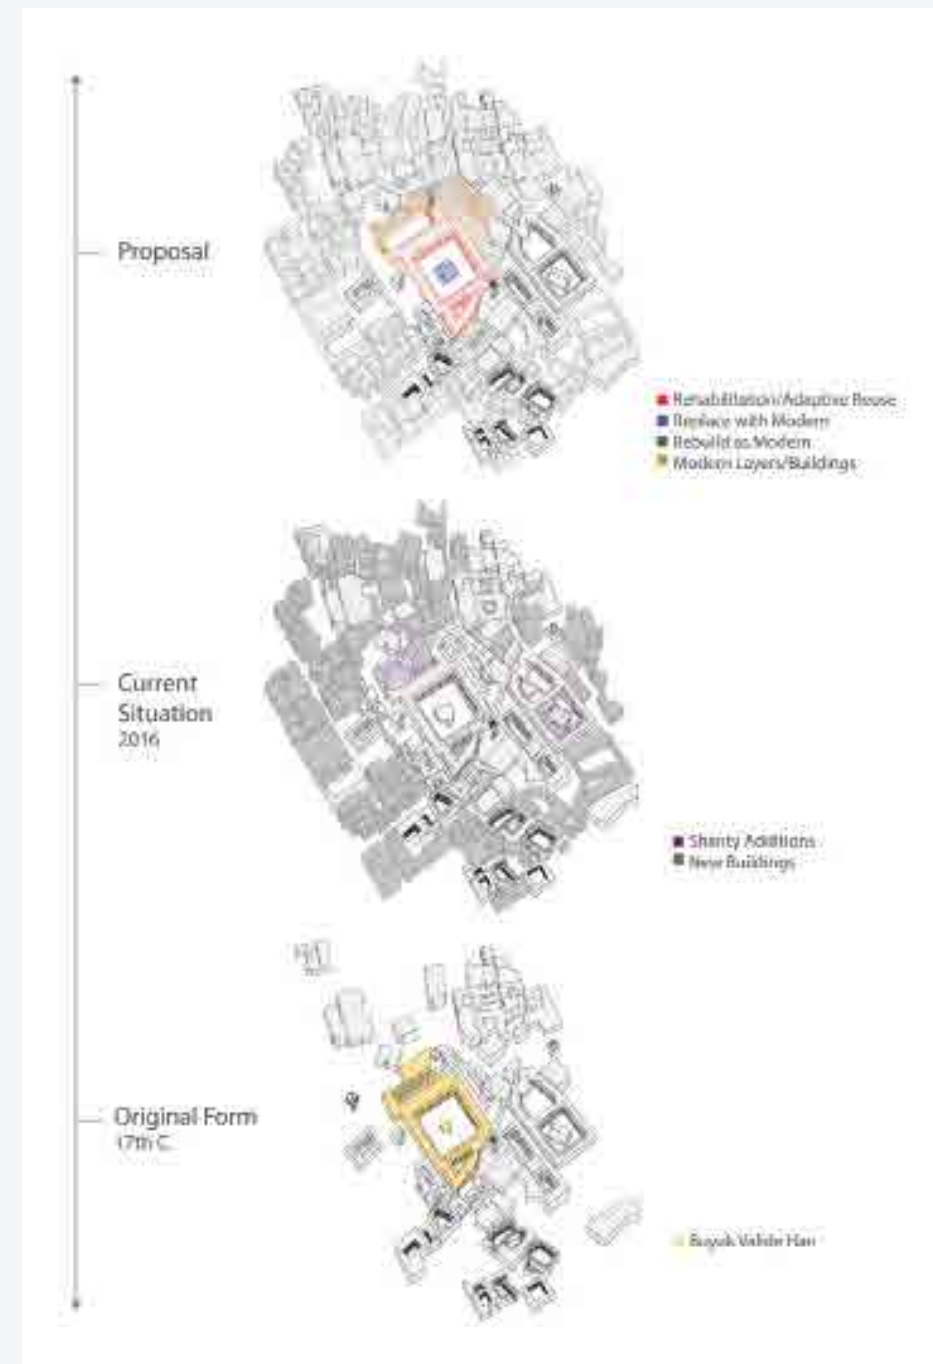 Proposal
Rehabilitation/Adaptive Reuse
Replace with Modern
Rebuild as Modern
Modern Layers/Buildings
Current
Situation
2016
Shanty Additions
New Buildings
Original Form
17th C.
Buyuk Valide Han